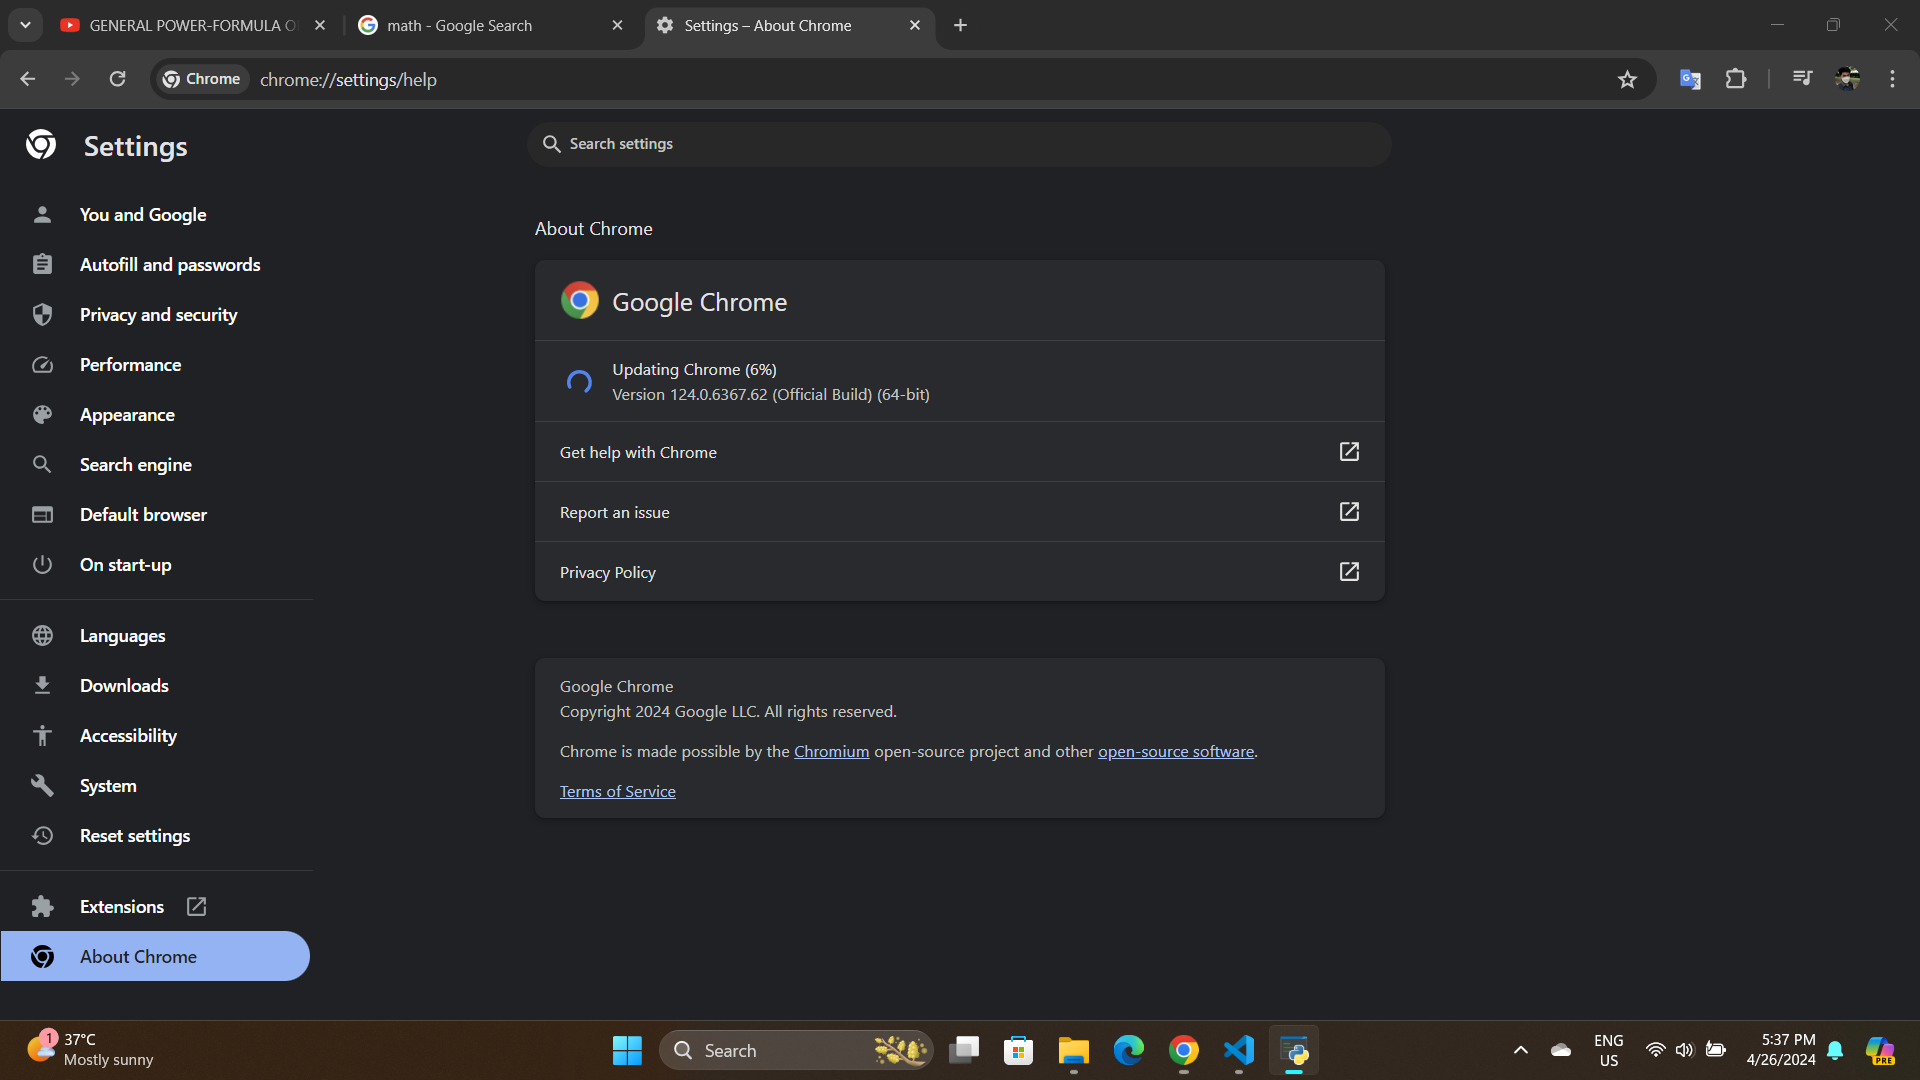 GENERAL POWER-FORMULA O
math - Google Search
Settings – About Chrome
Chrome
chrome://settings/help
Settings
Search settings
You and Google
Autofill and passwords
Privacy and security
Performance
Appearance
Search engine
Default browser
On start-up
Languages
Downloads
Accessibility
System
Reset settings
Extensions
About Chrome
About Chrome
Google Chrome
Updating Chrome (6%)
Version 124.0.6367.62 (Official Build) (64-bit)
Get help with Chrome
Report an issue
Privacy Policy
Google Chrome
Copyright 2024 Google LLC. All rights reserved.
Chrome is made possible by the Chromium open-source project and other open-source software.
Terms of Service
1
37°C
Mostly sunny
Search
ENG
US
5:37 PM
4/26/2024
PRE